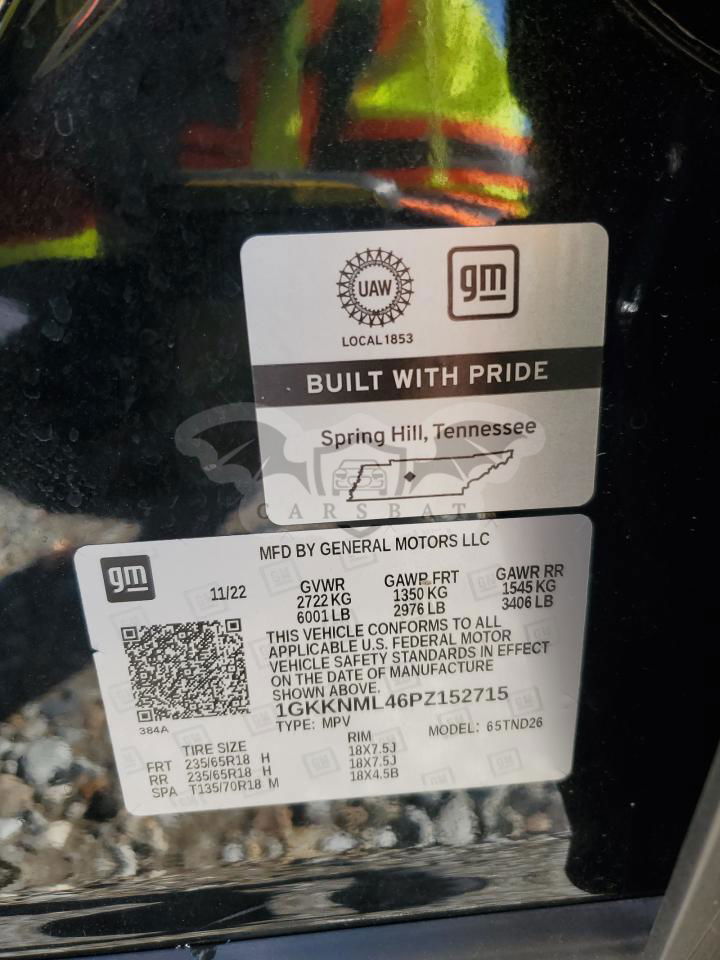 UAW
gm
LOCAL 1853
BUILT WITH PRIDE
Spring Hill, Tennessee
CARSBAT
gm
MFD BY GENERAL MOTORS LLC
11/22
GVWR GAWR FRT GAWR RR
2722 KG 1350 KG 1545 KG
6001 LB 2976 LB 3406 LB
THIS VEHICLE CONFORMS TO ALL
APPLICABLE U.S. FEDERAL MOTOR
VEHICLE SAFETY STANDARDS IN EFFECT
ON THE DATE OF MANUFACTURE
SHOWN ABOVE.
1GKKNML46PZ152715
384A
TYPE: MPV MODEL: 65TND26
TIRE SIZE RIM
FRT 235/65R18 H 18X7.5J
RR 235/65R18 H 18X7.5J
SPA T135/70R18 M 18X4.5B